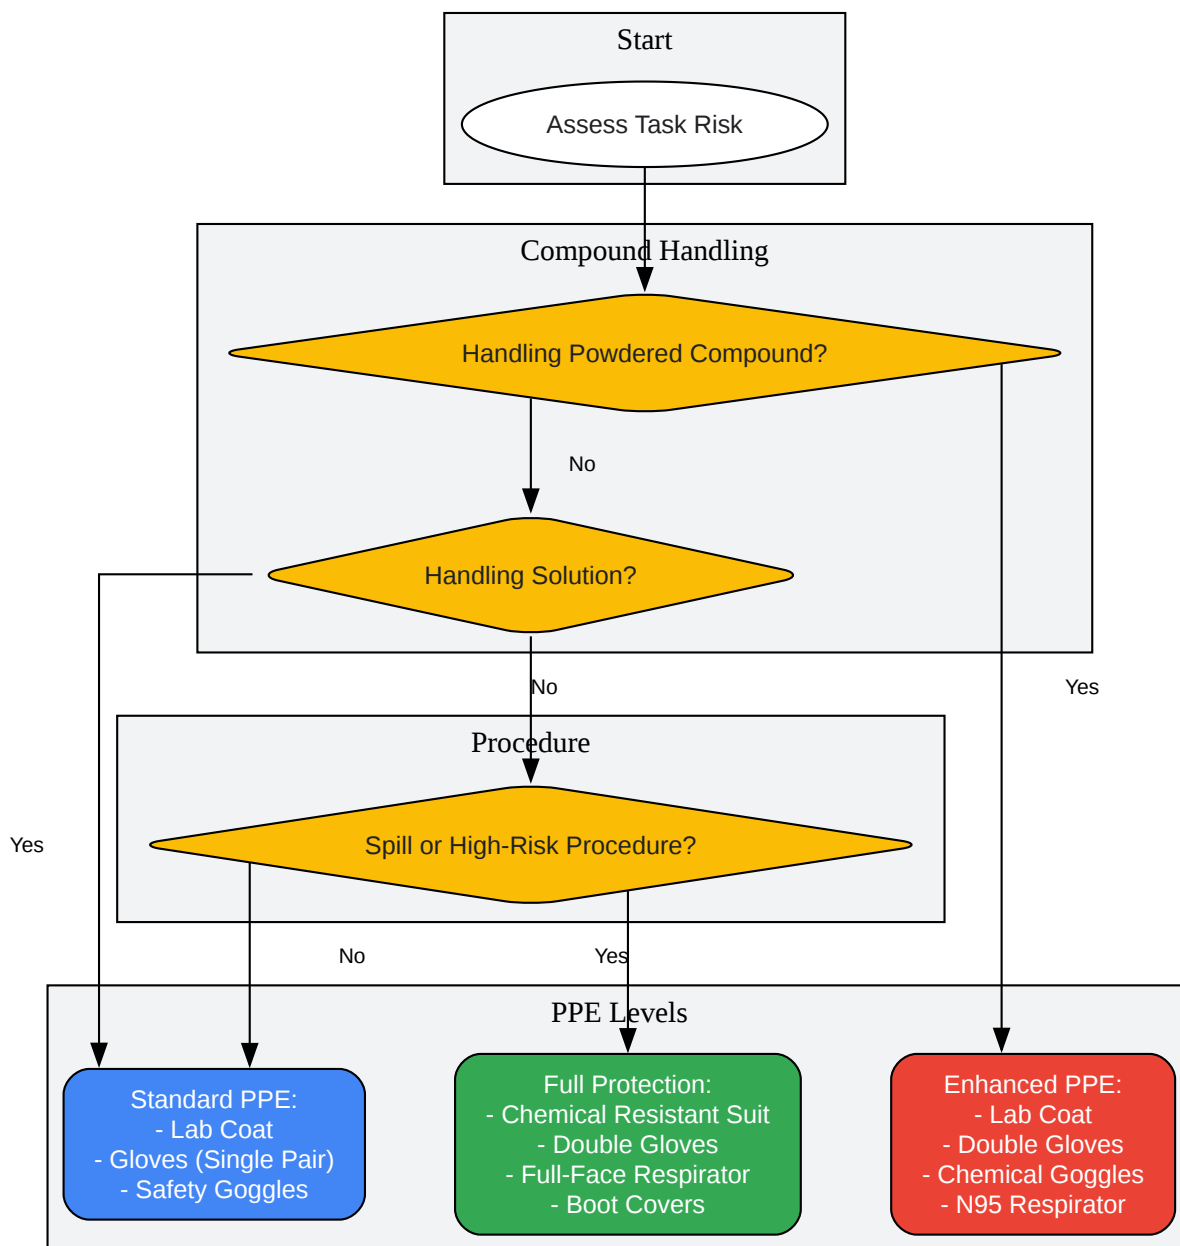 Start
Assess Task Risk
Compound Handling
Handling Powdered Compound?
No
Handling Solution?
No
Yes
Procedure
Yes
Spill or High-Risk Procedure?
No
Yes
PPE Levels
Standard PPE:
- Lab Coat
- Gloves (Single Pair)
- Safety Goggles
Full Protection:
- Chemical Resistant Suit
- Double Gloves
- Full-Face Respirator
- Boot Covers
Enhanced PPE:
- Lab Coat
- Double Gloves
- Chemical Goggles
- N95 Respirator